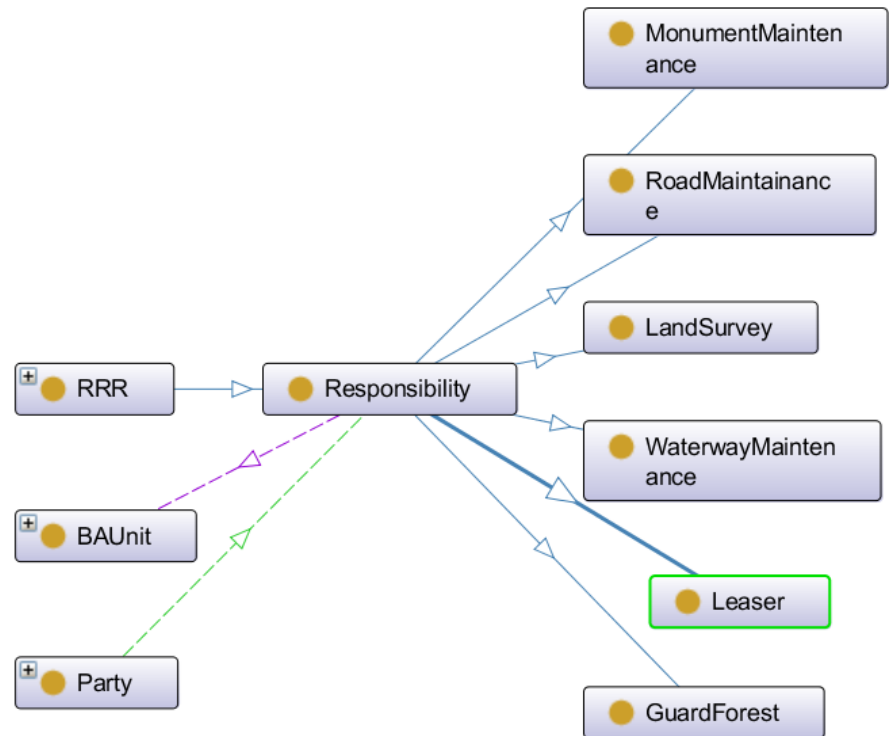 MonumentMainten
ance
RoadMaintainanc
e
LandSurvey
RRR
Responsibility
WaterwayMainten
ance
BAUnit
Leaser
Party
GuardForest